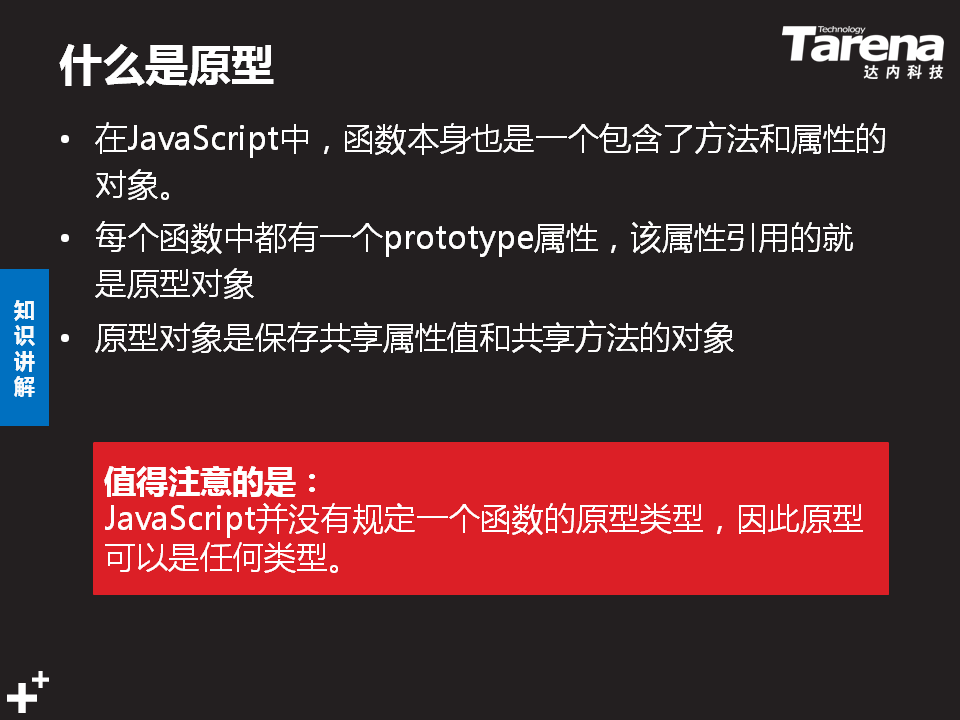 什么是原型
Technology
Tarena
达内科技
• 在JavaScript中，函数本身也是一个包含了方法和属性的
对象。
• 每个函数中都有一个prototype属性，该属性引用的就
是原型对象
• 原型对象是保存共享属性值和共享方法的对象
知
识
讲
解
值得注意的是：
JavaScript并没有规定一个函数的原型类型，因此原型
可以是任何类型。